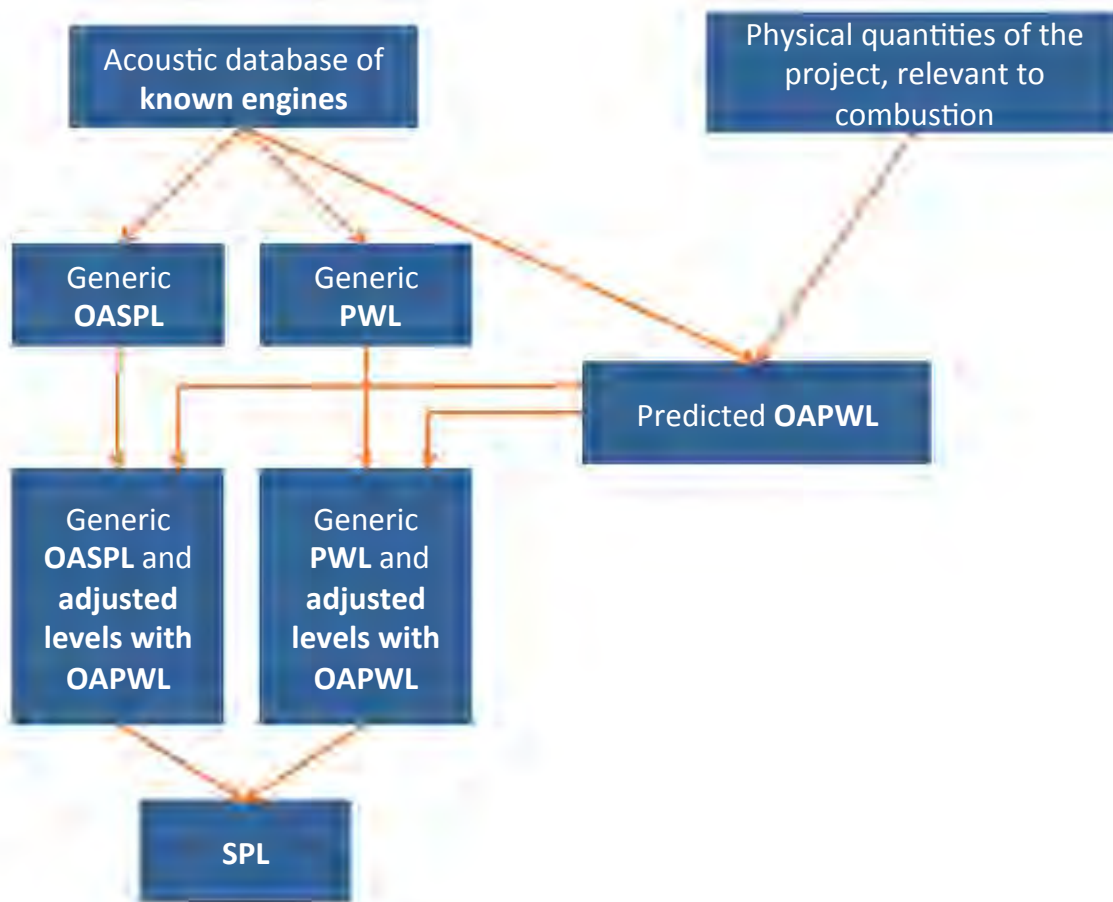 Acoustic database of
known engines
Physical quantities of the
project, relevant to
combustion
Generic
OASPL
Generic
PWL
Predicted OAPWL
Generic
OASPL and
adjusted
levels with
OAPWL
Generic
PWL and
adjusted
levels with
OAPWL
SPL